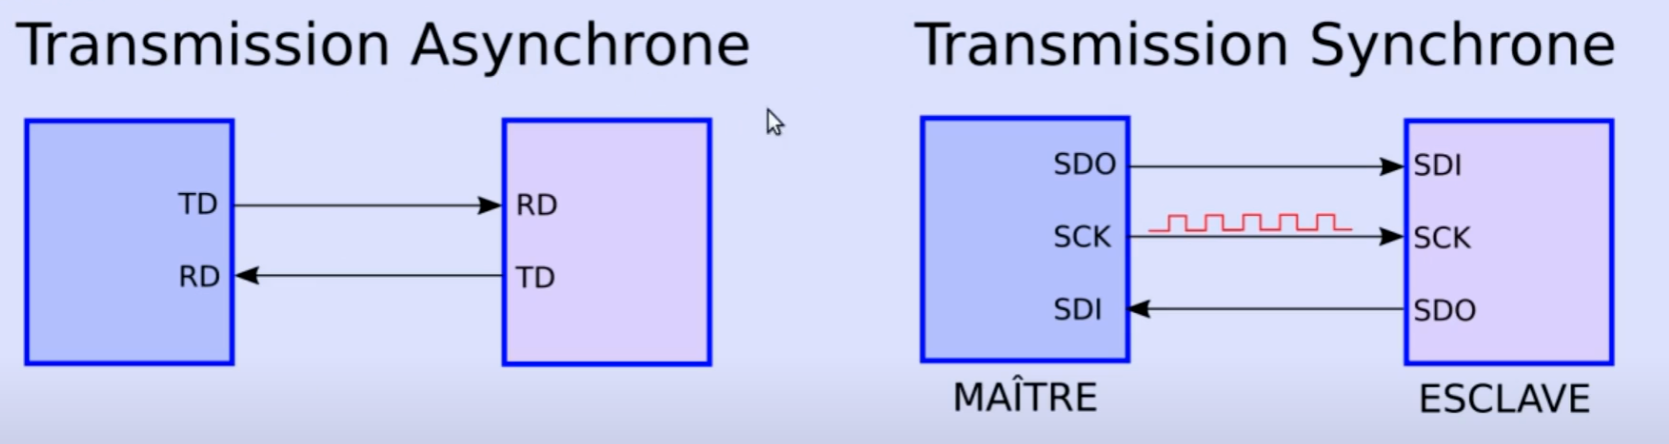 Transmission Asynchrone
TD
RD
RD
TD
Transmission Synchrone
SDO
SDI
SCK
SCK
SDI
SDO
MAÎTRE
ESCLAVE